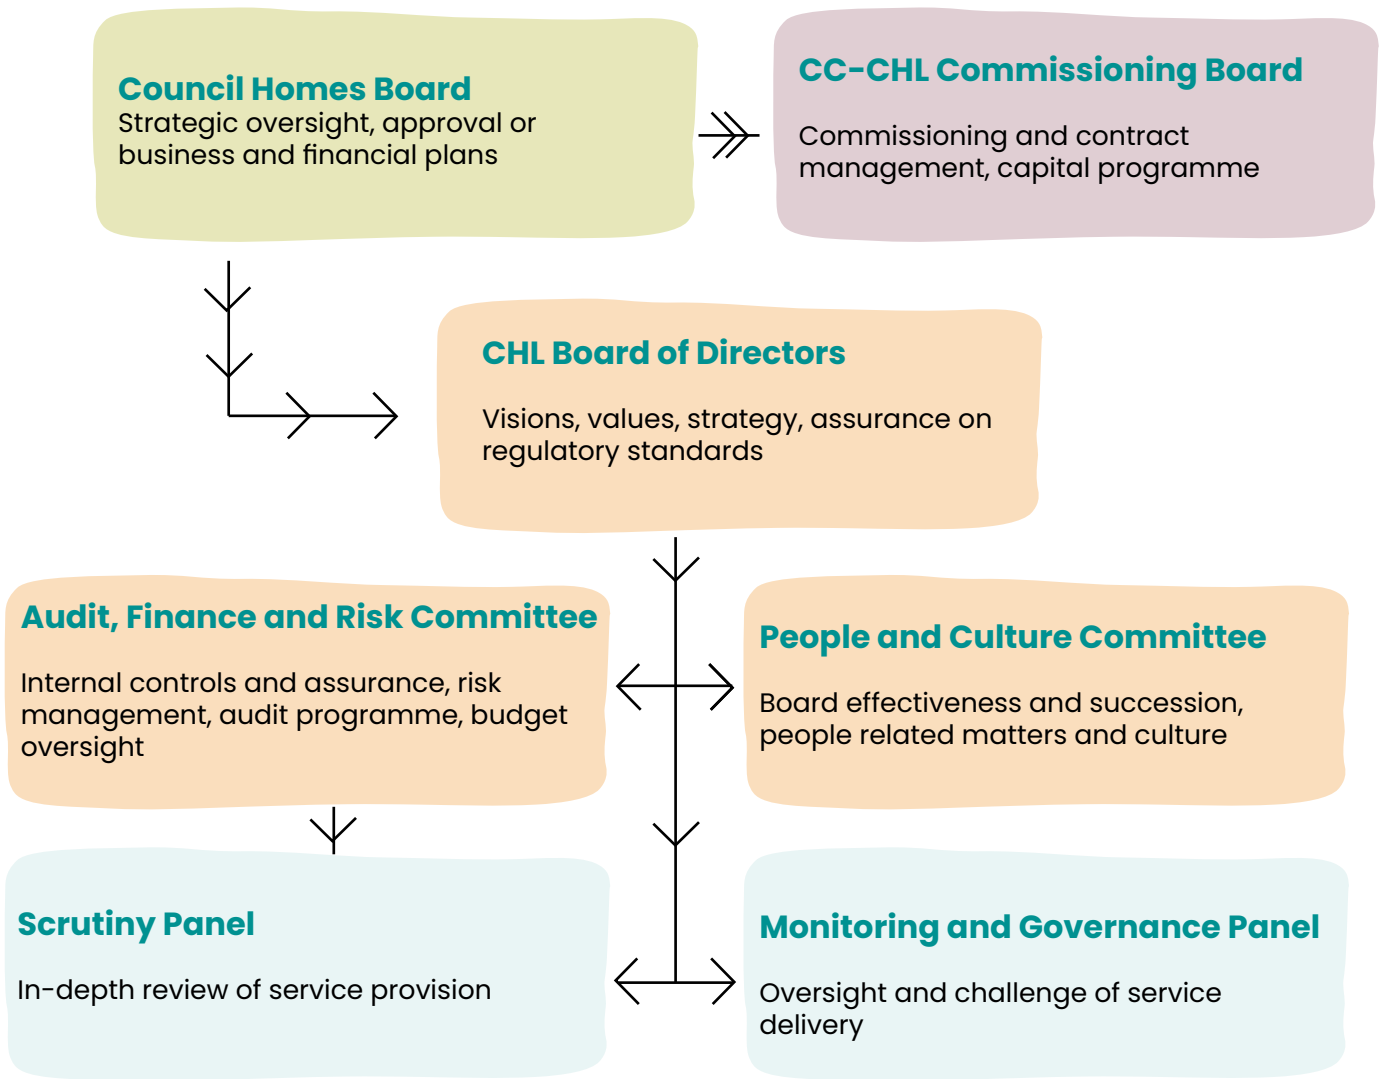 Council Homes Board
Strategic oversight, approval or
business and financial plans
CC-CHL Commissioning Board
Commissioning and contract
management, capital programme
CHL Board of Directors
Visions, values, strategy, assurance on
regulatory standards
Audit, Finance and Risk Committee
Internal controls and assurance, risk
management, audit programme, budget
oversight
People and Culture Committee
Board effectiveness and succession,
people related matters and culture
Scrutiny Panel
In-depth review of service provision
Monitoring and Governance Panel
Oversight and challenge of service
delivery